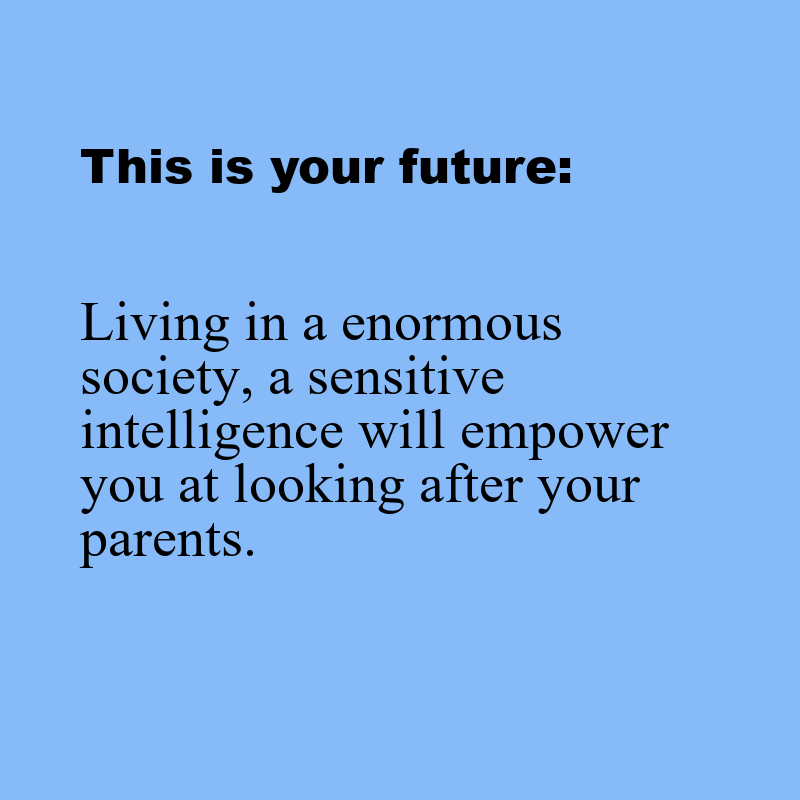 This is your future:
Living in a enormous
society, a sensitive
intelligence will empower
you at looking after your
parents.